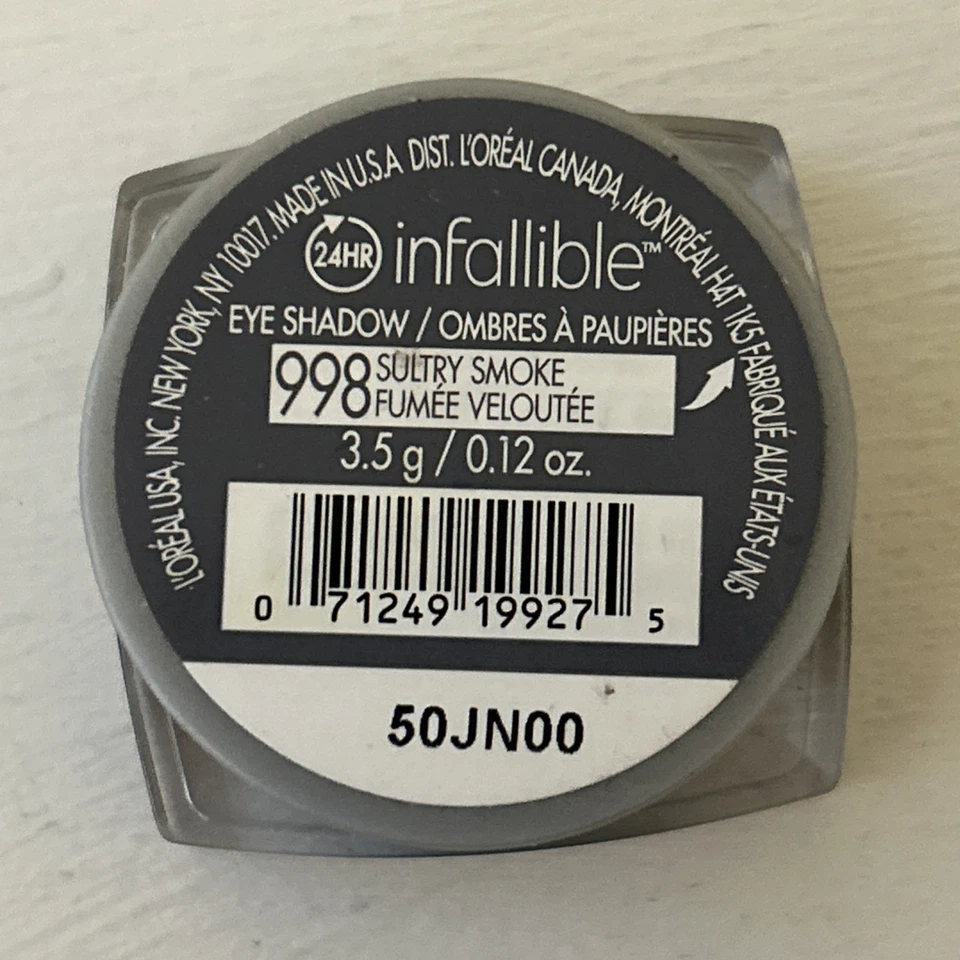 L'ORÉAL USA, INC. NEW YORK, NY 10017. MADE IN U.S.A DIST. L'ORÉAL CANADA, MONTRÉAL H4T 1K5 FABRIQUÉ AUX ÉTATS-UNIS
24HR infallible™
EYE SHADOW / OMBRES À PAUPIÈRES
998 SULTRY SMOKE
FUMÉE VELOUTÉE
3.5 g / 0.12 oz.
0 71249 19927 5
50JN00